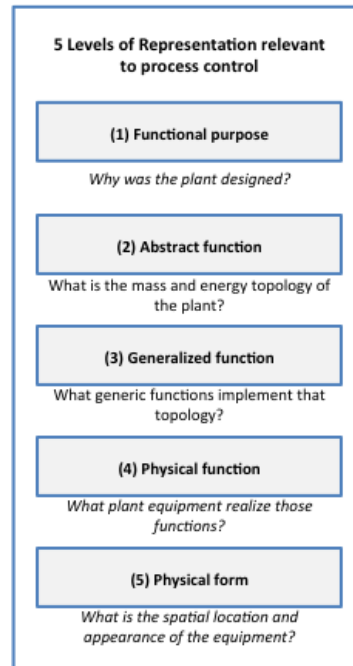 5 Levels of Representation relevant
to process control
(1) Functional purpose
Why was the plant designed?
(2) Abstract function
What is the mass and energy topology of
the plant?
(3) Generalized function
What generic functions implement that
topology?
(4) Physical function
What plant equipment realize those
functions?
(5) Physical form
What is the spatial location and
appearance of the equipment?